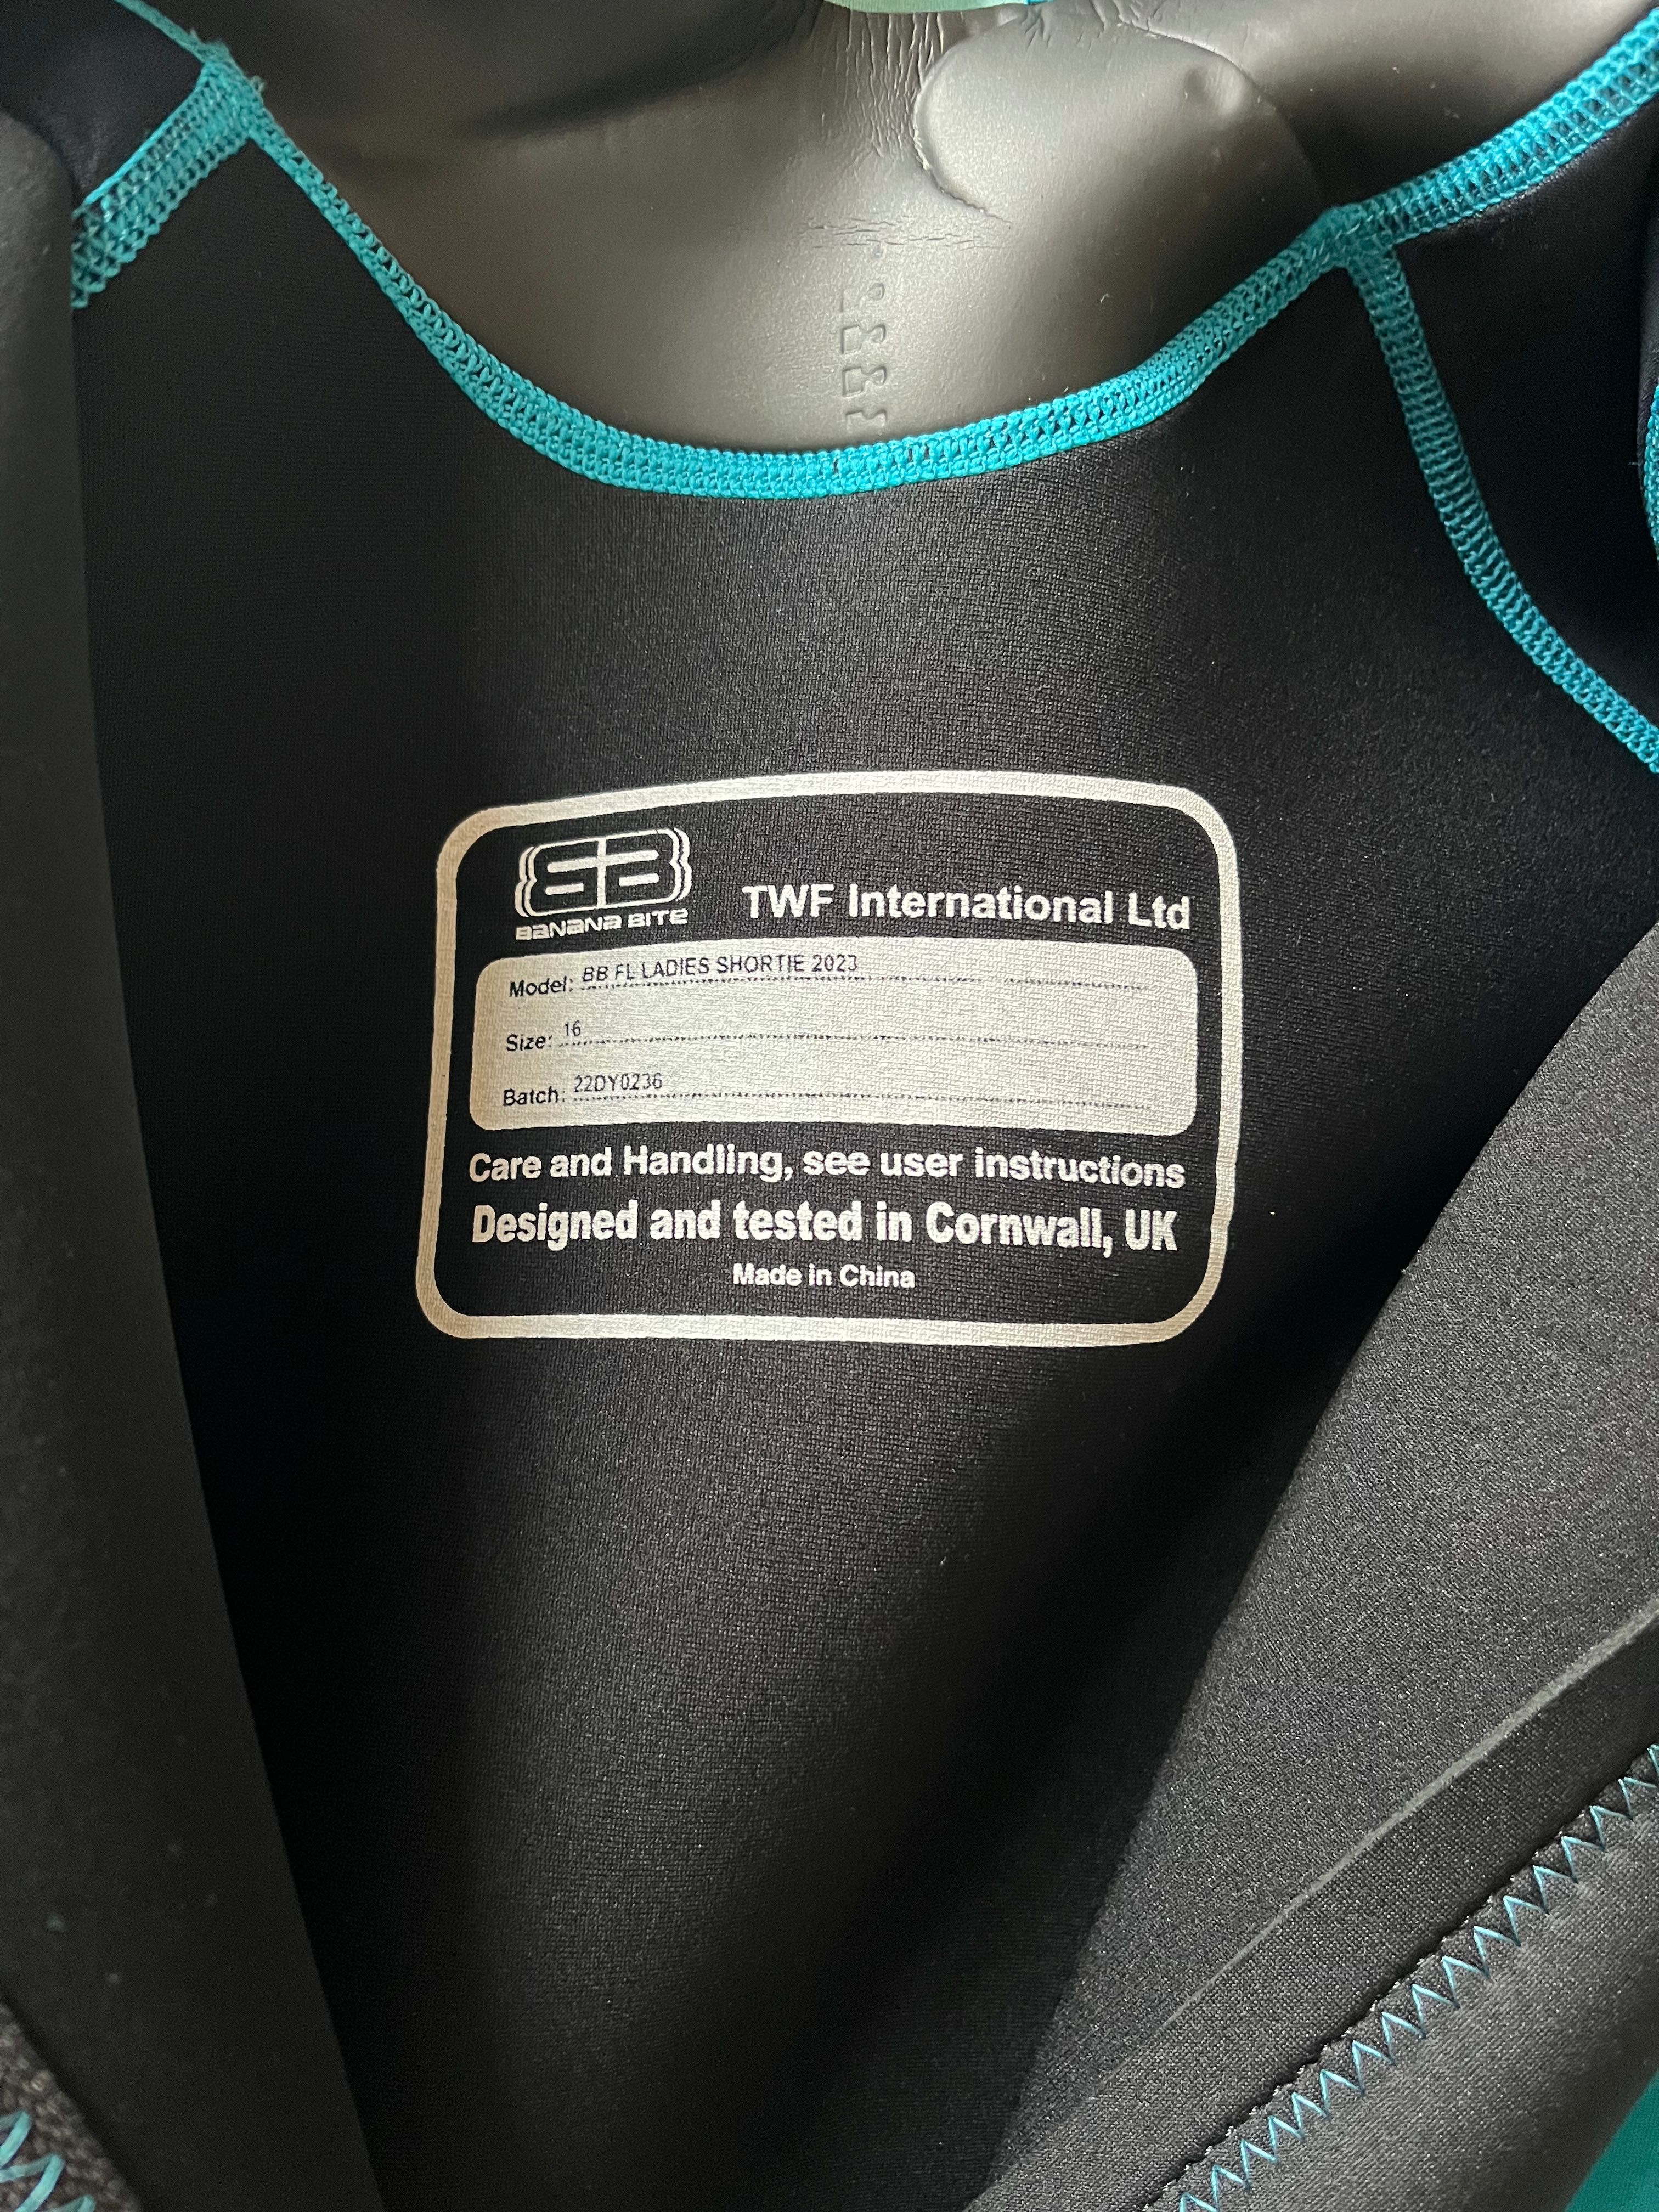 BANANA BITE
TWF International Ltd
Model: BB FL LADIES SHORTIE 2023
Size: 16
Batch: 22DY0236
Care and Handling, see user instructions
Designed and tested in Cornwall, UK
Made in China